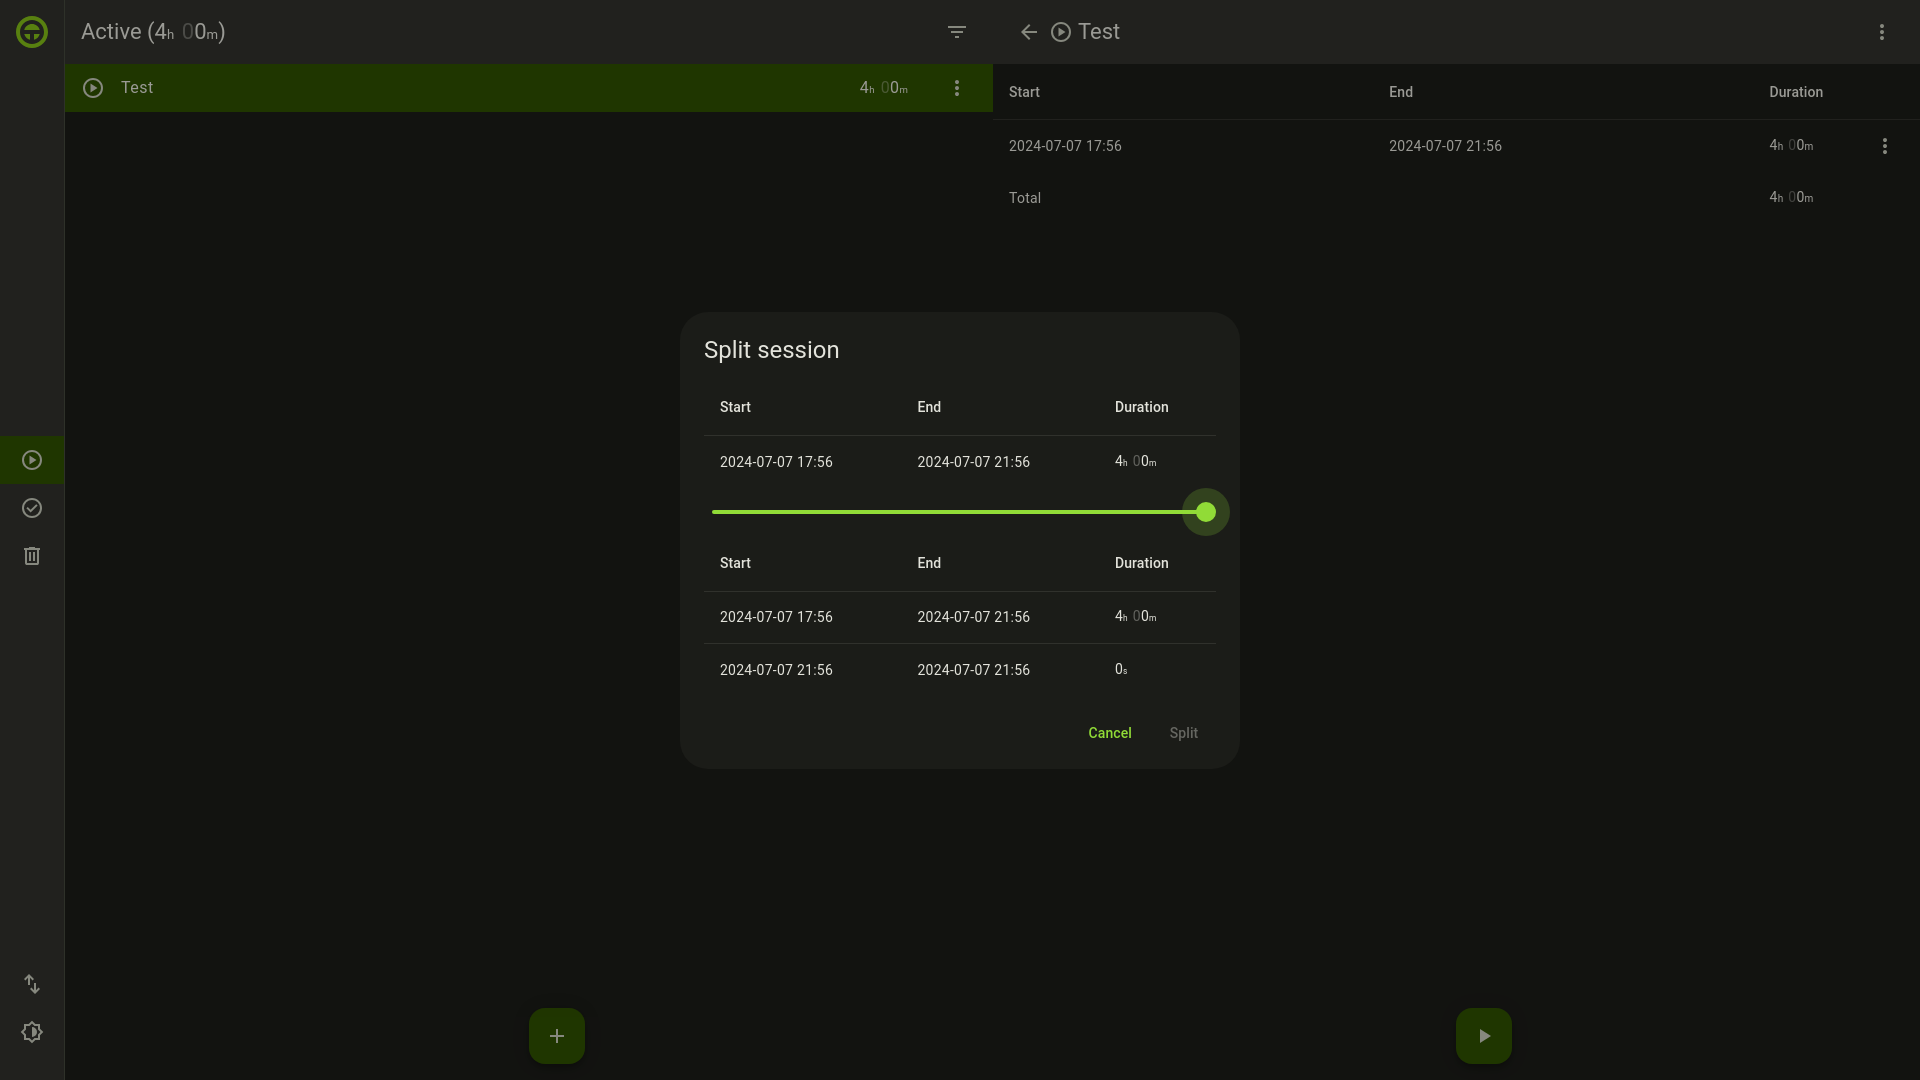 Active (4h 00m)
Test
Test
4h 00m
Start End Duration
2024-07-07 17:56 2024-07-07 21:56 4h 00m
Total 4h 00m
Split session
Start End Duration
2024-07-07 17:56 2024-07-07 21:56 4h 00m
Start End Duration
2024-07-07 17:56 2024-07-07 21:56 4h 00m
2024-07-07 21:56 2024-07-07 21:56 0s
Cancel Split